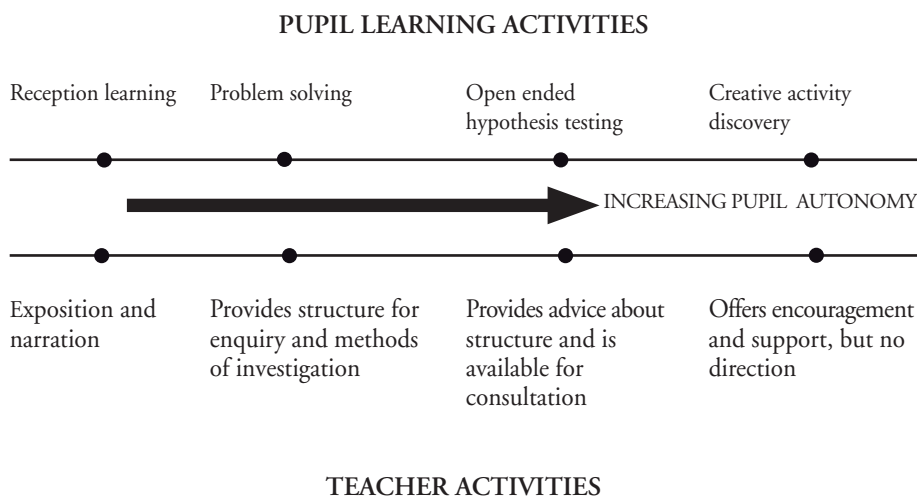 PUPIL LEARNING ACTIVITIES
Reception learning
Problem solving
Open ended
hypothesis testing
Creative activity
discovery
INCREASING PUPIL AUTONOMY
Exposition and
narration
Provides structure for
enquiry and methods
of investigation
Provides advice about
structure and is
available for
consultation
Offers encouragement
and support, but no
direction
TEACHER ACTIVITIES